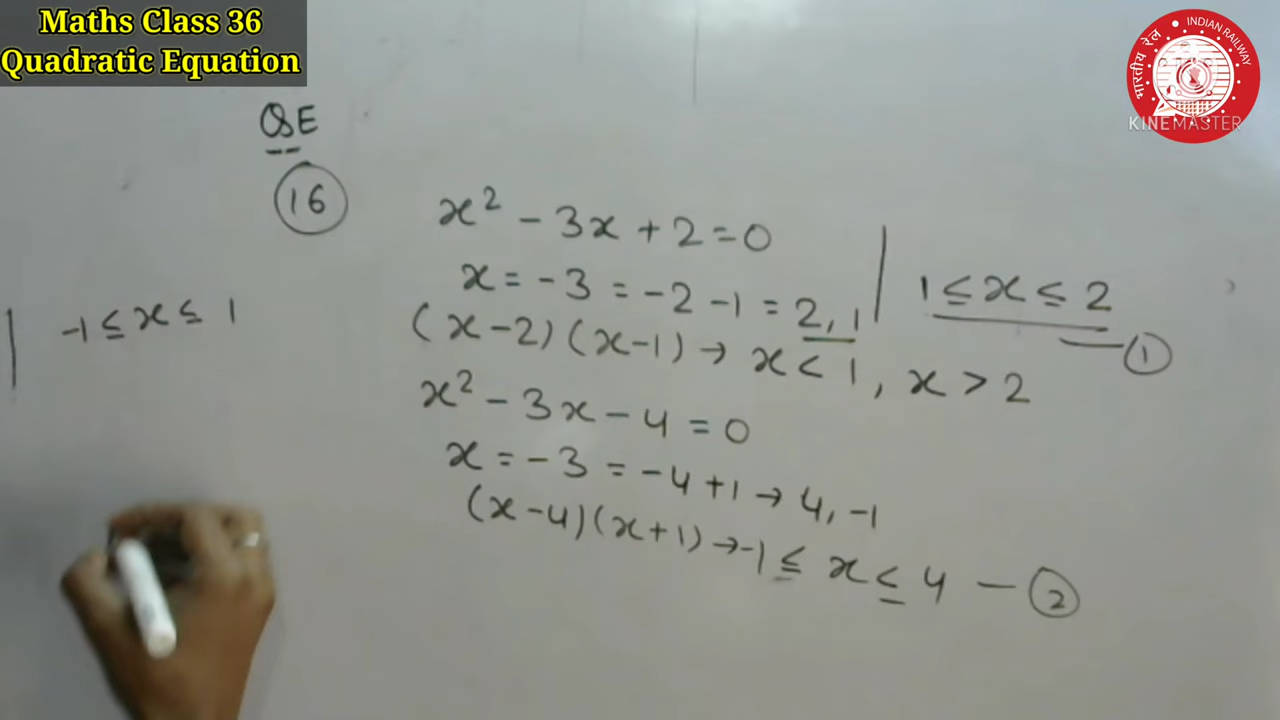 Maths Class 36
Quadratic Equation
INDIAN RAILWAY
भारतीय रेल
KINEMASTER
QE
16
x² - 3x + 2 = 0
x = -3 = -2 -1 = 2, 1 | 1 ≤ x ≤ 2 — 1
| -1 ≤ x ≤ 1
(x-2)(x-1) → x < 1, x > 2
x² - 3x - 4 = 0
x = -3 = -4 +1 → 4, -1
(x-4)(x+1) → -1 ≤ x ≤ 4 — 2